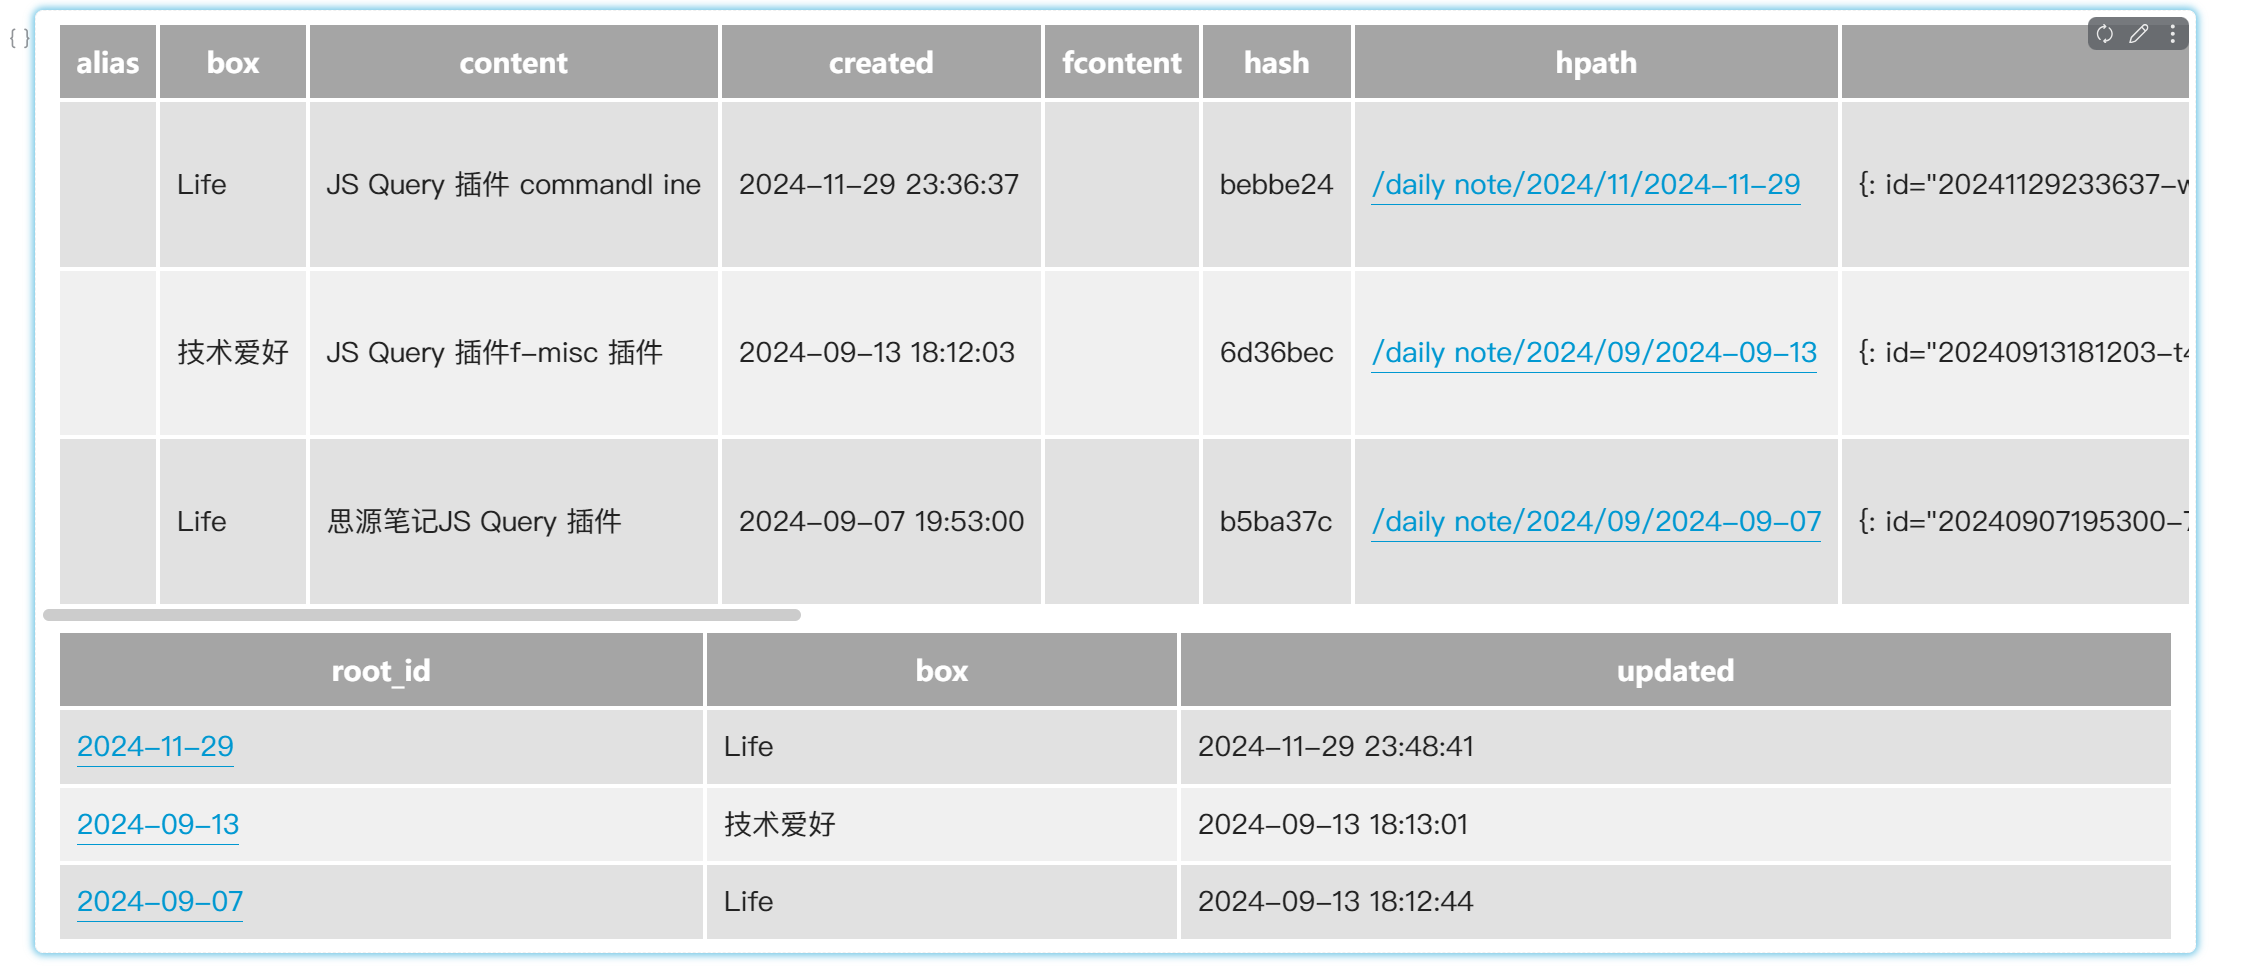 { }
alias box content created fcontent hash hpath
Life JS Query 插件 commandl ine 2024-11-29 23:36:37 bebbe24 /daily note/2024/11/2024-11-29 {: id="20241129233637-w
技术爱好 JS Query 插件f-misc 插件 2024-09-13 18:12:03 6d36bec /daily note/2024/09/2024-09-13 {: id="20240913181203-t4
Life 思源笔记JS Query 插件 2024-09-07 19:53:00 b5ba37c /daily note/2024/09/2024-09-07 {: id="20240907195300-7
root_id box updated
2024-11-29 Life 2024-11-29 23:48:41
2024-09-13 技术爱好 2024-09-13 18:13:01
2024-09-07 Life 2024-09-13 18:12:44